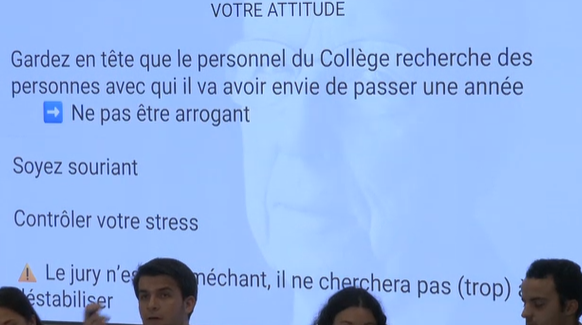 VOTRE ATTITUDE
Gardez en tête que le personnel du Collège recherche des
personnes avec qui il va avoir envie de passer une année
➡ Ne pas être arrogant
Soyez souriant
Contrôler votre stress
⚠ Le jury méchant, il ne cherchera pas (trop)
déstabiliser